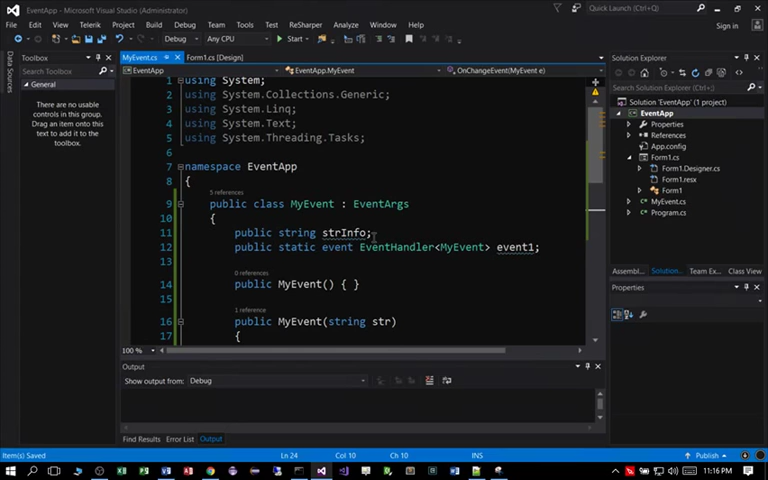 EventApp - Microsoft Visual Studio (Administrator)
Quick Launch (Ctrl+Q)
File Edit View Telerik Project Build Debug Team Tools Test ReSharper Analyze Window Help
Sign in
Debug Any CPU Start
Data Sources
Toolbox
Search Toolbox
General
There are no usable
controls in this group.
Drag an item onto this
text to add it to the
toolbox.
MyEvent.cs Form1.cs [Design]
EventApp EventApp.MyEvent OnChangeEvent(MyEvent e)
1 using System;
2 using System.Collections.Generic;
3 using System.Linq;
4 using System.Text;
5 using System.Threading.Tasks;
6
7 namespace EventApp
8 {
5 references
9 public class MyEvent : EventArgs
10 {
11 public string strInfo;
12 public static event EventHandler<MyEvent> event1;
13
0 references
14 public MyEvent() { }
15
1 reference
16 public MyEvent(string str)
17 {
100 %
Output
Show output from: Debug
Find Results Error List Output
Solution Explorer
Search Solution Explorer
Solution 'EventApp' (1 project)
EventApp
Properties
References
App.config
Form1.cs
Form1.Designer.cs
Form1.resx
Form1
MyEvent.cs
Program.cs
Assembl... Solution... Team Ex... Class View
Properties
Item(s) Saved Ln 24 Col 10 Ch 10 INS Publish
11:16 PM